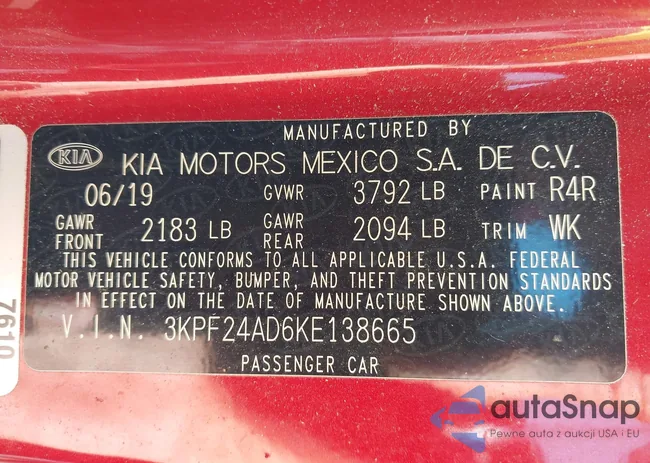 MANUFACTURED BY
KIA KIA MOTORS MEXICO S.A. DE C.V.
06/19 GVWR 3792 LB PAINT R4R
GAWR FRONT 2183 LB GAWR REAR 2094 LB TRIM WK
THIS VEHICLE CONFORMS TO ALL APPLICABLE U.S.A. FEDERAL
MOTOR VEHICLE SAFETY, BUMPER, AND THEFT PREVENTION STANDARDS
IN EFFECT ON THE DATE OF MANUFACTURE SHOWN ABOVE.
V.I.N. 3KPF24AD6KE138665
PASSENGER CAR
7610
autaSnap
Pewne auta z aukcji USA i EU